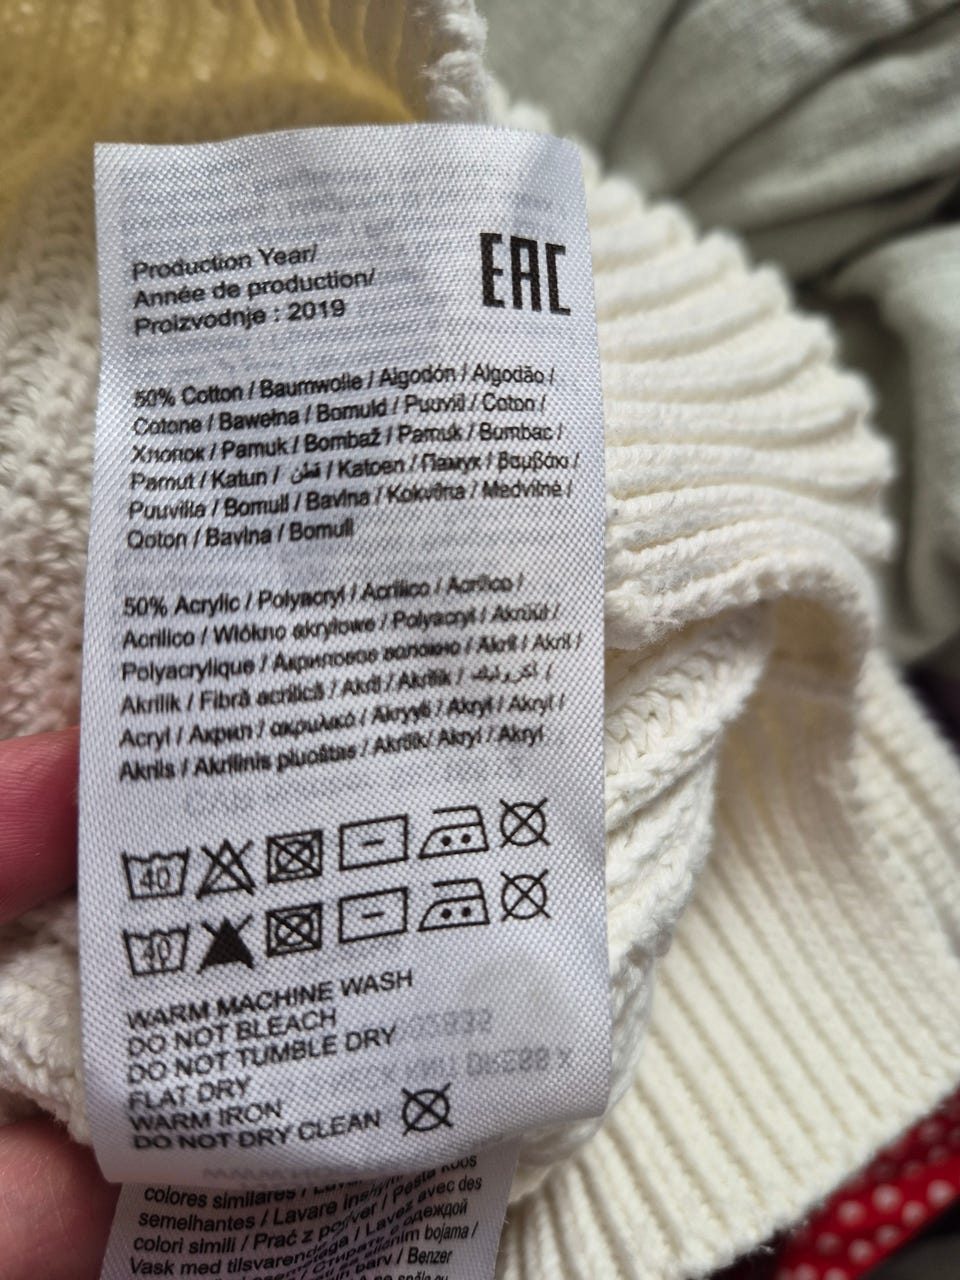 Production Year/
Année de production/
Proizvodnje : 2019
EAC
50% Cotton / Baumwolle / Algodón / Algodão /
Cotone / Bawełna / Bomuld / Puuvill / Coton /
Хлопок / Pamuk / Bombaž / Pamuk / Bumbac /
Pamut / Katun / قطن / Katoen / Памук / Βαμβάκι /
Puuvilla / Bomull / Bavlna / Kokvilna / Medvilnė /
Qoton / Bavlna / Bomull
50% Acrylic / Polyacryl / Acrílico / Acrílico /
Acrilico / Włókno akrylowe / Polyacryl / Akrüül /
Polyacrylique / Акриловое волокно / Akril / Akril /
Akrilik / Fibră acrilică / Akril / Akrilik / أكريليك /
Acryl / Акрил / ακρυλικό / Akryyli / Akryl / Akryl /
Akrils / Akrilinis pluoštas / Akrilik/ Akryl / Akryl
40
40
WARM MACHINE WASH
DO NOT BLEACH
DO NOT TUMBLE DRY
FLAT DRY
WARM IRON
DO NOT DRY CLEAN
colores similares /
semelhantes / Lavare
colori simili / Prać z
Vask med tilsvarende
/ Benzer